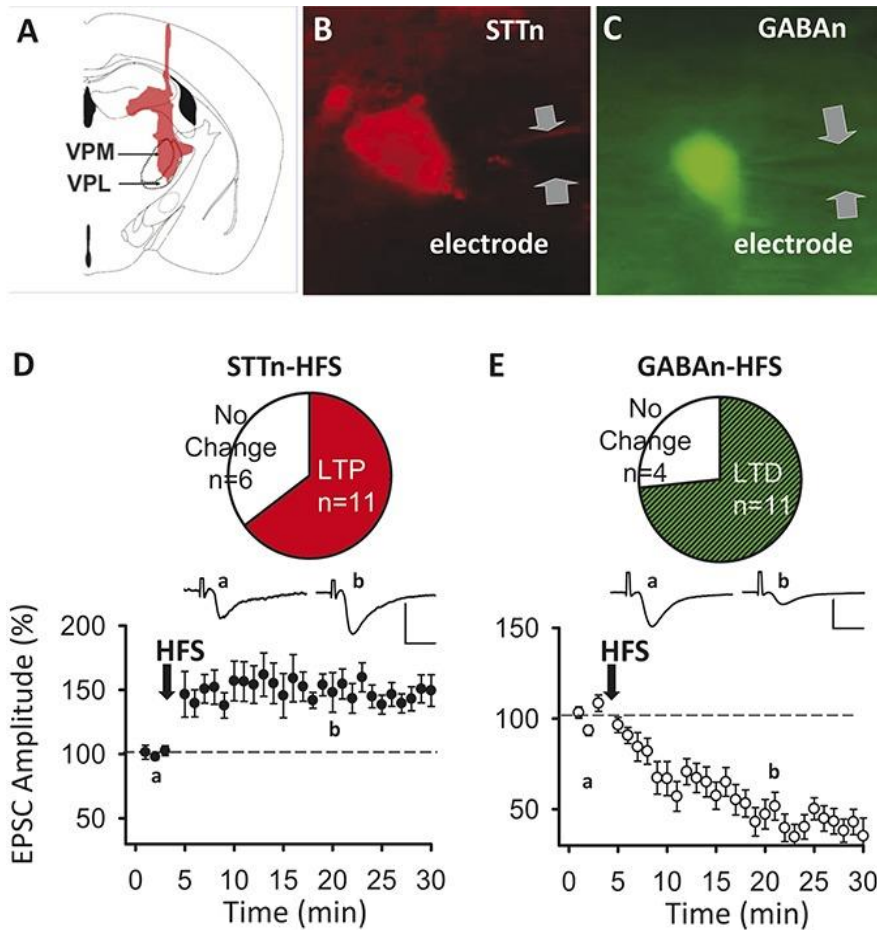 A
VPM
VPL
B
STTn
electrode
C
GABAn
electrode
D
STTn-HFS
No
Change
n=6
LTP
n=11
a
b
EPSC Amplitude (%)
200
150
100
50
HFS
a
b
0 5 10 15 20 25 30
Time (min)
E
GABAn-HFS
No
Change
n=4
LTD
n=11
a
b
150
100
50
HFS
a
b
0 5 10 15 20 25 30
Time (min)